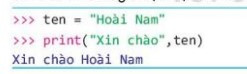 >>> ten = "Hoài Nam"
>>> print("Xin chào",ten)
Xin chào Hoài Nam